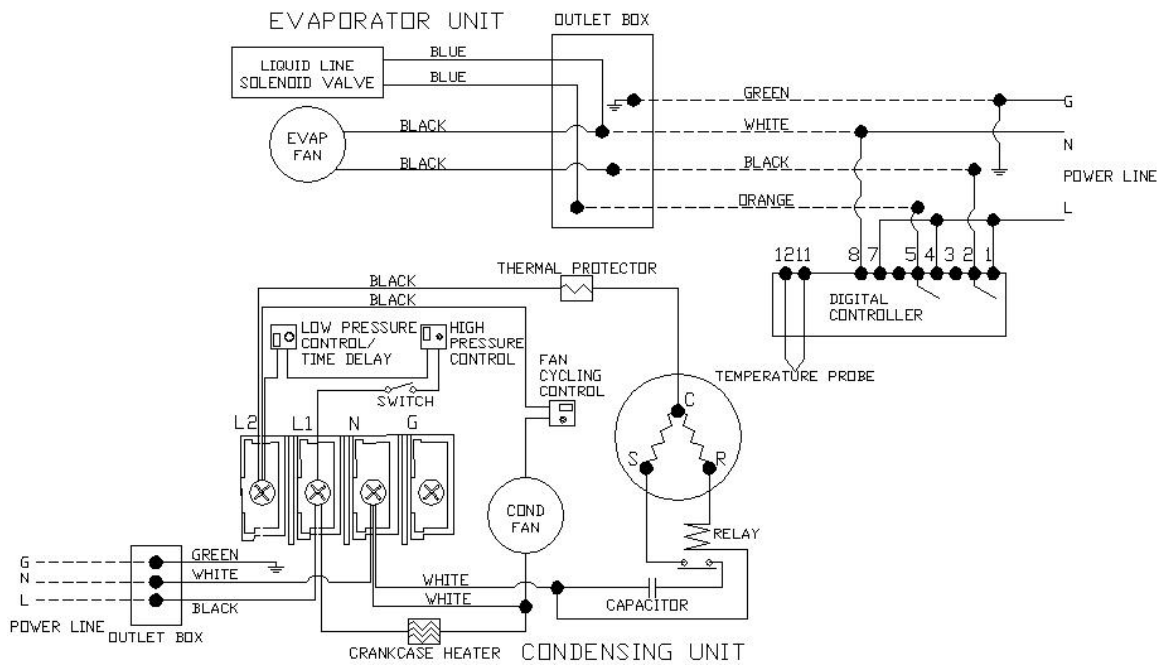 EVAPORATOR UNIT
OUTLET BOX
LIQUID LINE
SOLENOID VALVE
BLUE
BLUE
EVAP
FAN
BLACK
BLACK
GREEN
WHITE
BLACK
ORANGE
G
N
POWER LINE
L
12 11 8 7 5 4 3 2 1
DIGITAL
CONTROLLER
TEMPERATURE PROBE
THERMAL PROTECTOR
BLACK
BLACK
LOW PRESSURE
CONTROL/
TIME DELAY
HIGH
PRESSURE
CONTROL
SWITCH
FAN
CYCLING
CONTROL
L2 L1 N G
C
S R
COND
FAN
RELAY
G
N
L
POWER LINE
OUTLET BOX
GREEN
WHITE
BLACK
WHITE
WHITE
CAPACITOR
CRANKCASE HEATER
CONDENSING UNIT